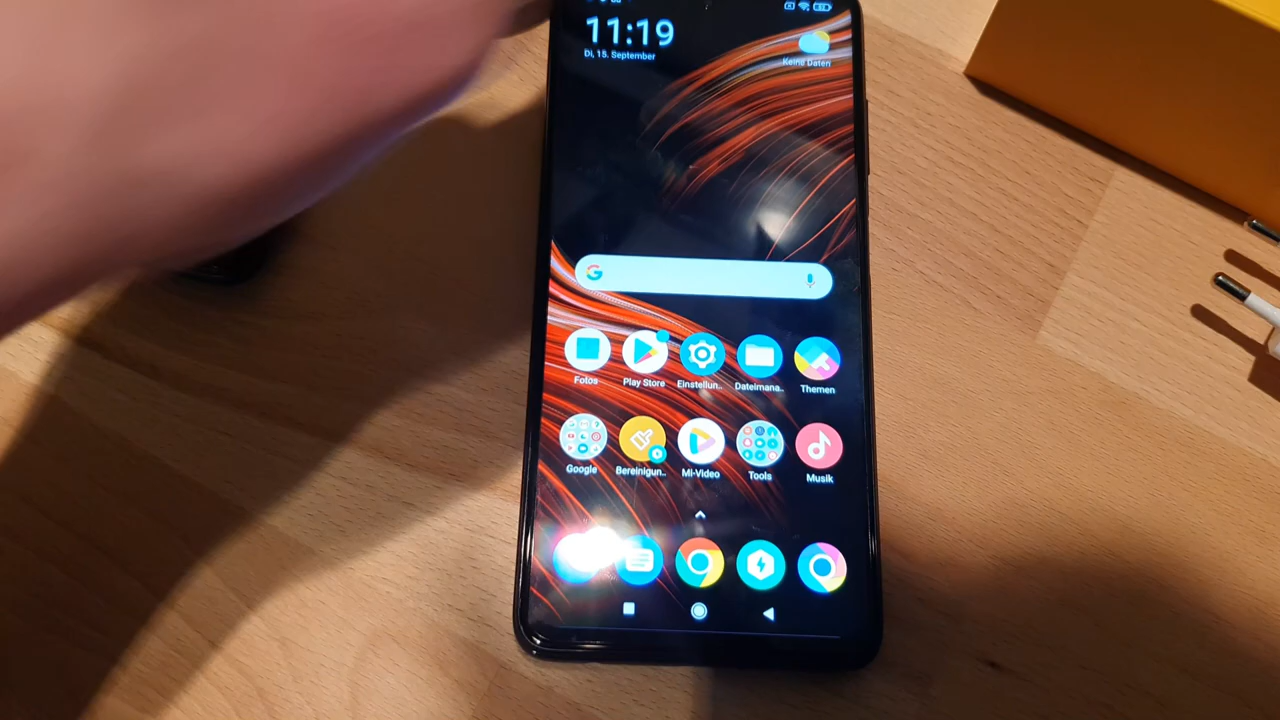 11:19
Di, 15. September
Keine Daten
Fotos
Play Store
Einstellun..
Dateimana..
Themen
Google
Bereinigun..
Mi-Video
Tools
Musik